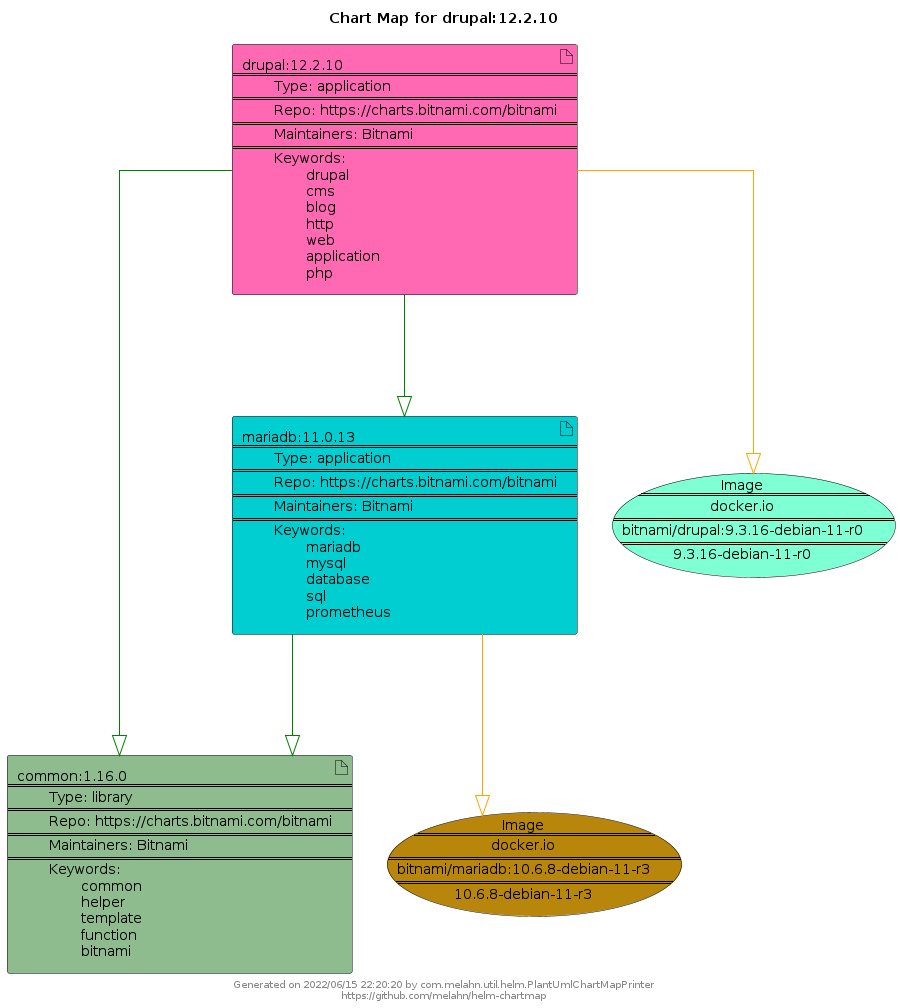 Chart Map for drupal:12.2.10
drupal:12.2.10
Type: application
Repo: https://charts.bitnami.com/bitnami
Maintainers: Bitnami
Keywords:
drupal
cms
blog
http
web
application
php
mariadb:11.0.13
Type: application
Repo: https://charts.bitnami.com/bitnami
Maintainers: Bitnami
Keywords:
mariadb
mysql
database
sql
prometheus
Image
docker.io
bitnami/drupal:9.3.16-debian-11-r0
9.3.16-debian-11-r0
common:1.16.0
Type: library
Repo: https://charts.bitnami.com/bitnami
Maintainers: Bitnami
Keywords:
common
helper
template
function
bitnami
Image
docker.io
bitnami/mariadb:10.6.8-debian-11-r3
10.6.8-debian-11-r3
Generated on 2022/06/15 22:20:20 by com.melahn.util.helm.PlantUmlChartMapPrinter
https://github.com/melahn/helm-chartmap